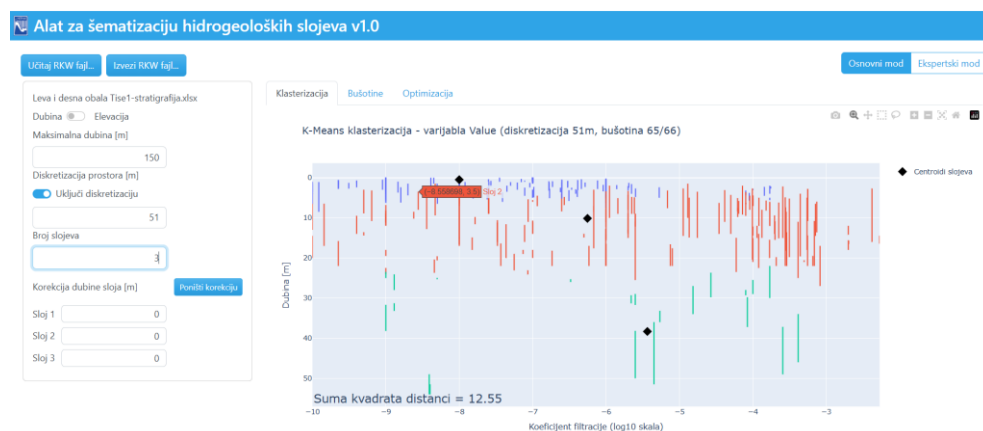 Alat za šematizaciju hidrogeoloških slojeva v1.0
Učitaj RKW fajl... Izvezi RKW fajl...
Osnovni mod Ekspertski mod
Leva i desna obala Tise1-stratigrafija.xlsx
Dubina Elevacija
Maksimalna dubina [m]
150
Diskretizacija prostora [m]
Uključi diskretizaciju
51
Broj slojeva
3
Korekcija dubine sloja [m] Poništi korekciju
Sloj 1 0
Sloj 2 0
Sloj 3 0
Klasterizacija Bušotine Optimizacija
K-Means klasterizacija - varijabla Value (diskretizacija 51m, bušotina 65/66)
Centroidi slojeva
Sloj 2
Dubina [m]
0
10
20
30
40
50
Suma kvadrata distanci = 12.55
−10 −9 −8 −7 −6 −5 −4 −3
Koeficijent filtracije (log10 skala)